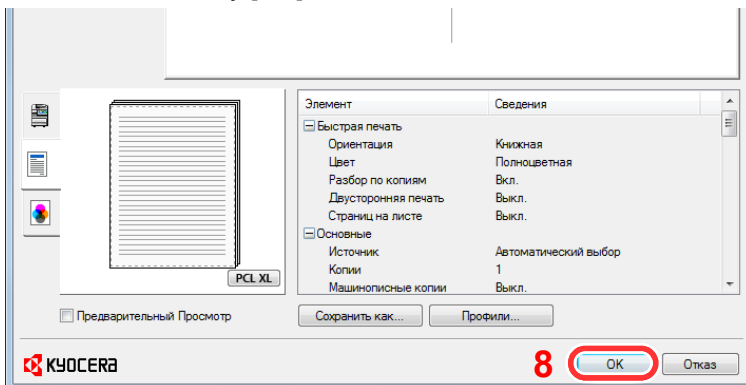 Элемент Сведения
Быстрая печать
Ориентация Книжная
Цвет Полноцветная
Разбор по копиям Вкл.
Двусторонняя печать Выкл.
Страниц на листе Выкл.
Основные
Источник Автоматический выбор
Копии 1
Машинописные копии Выкл.
PCL XL
Предварительный Просмотр
Сохранить как... Профили...
KYOCERA 8 OK Отказ